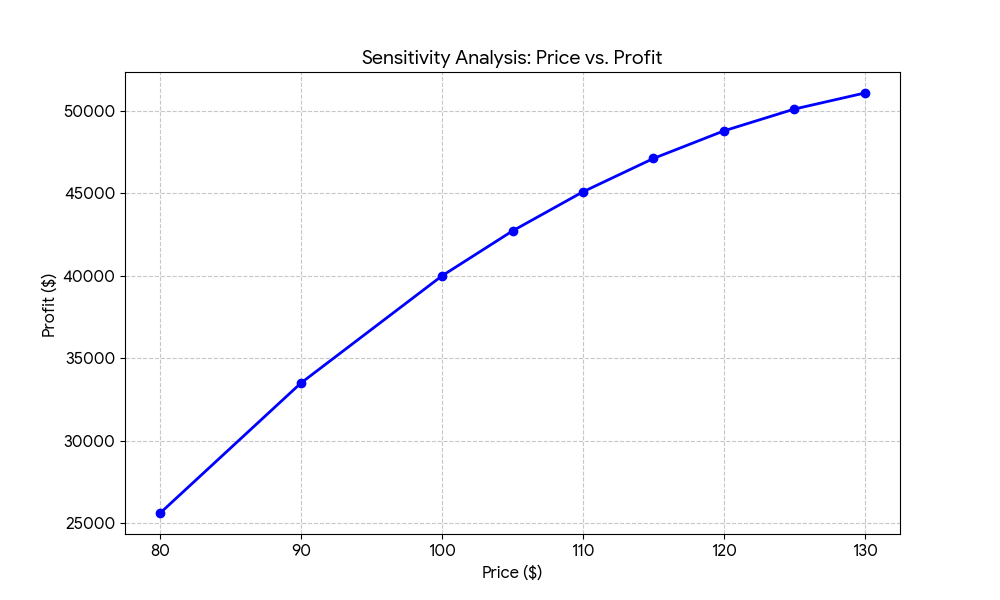 Sensitivity Analysis: Price vs. Profit
Profit ($)
50000
45000
40000
35000
30000
25000
80 90 100 110 120 130
Price ($)